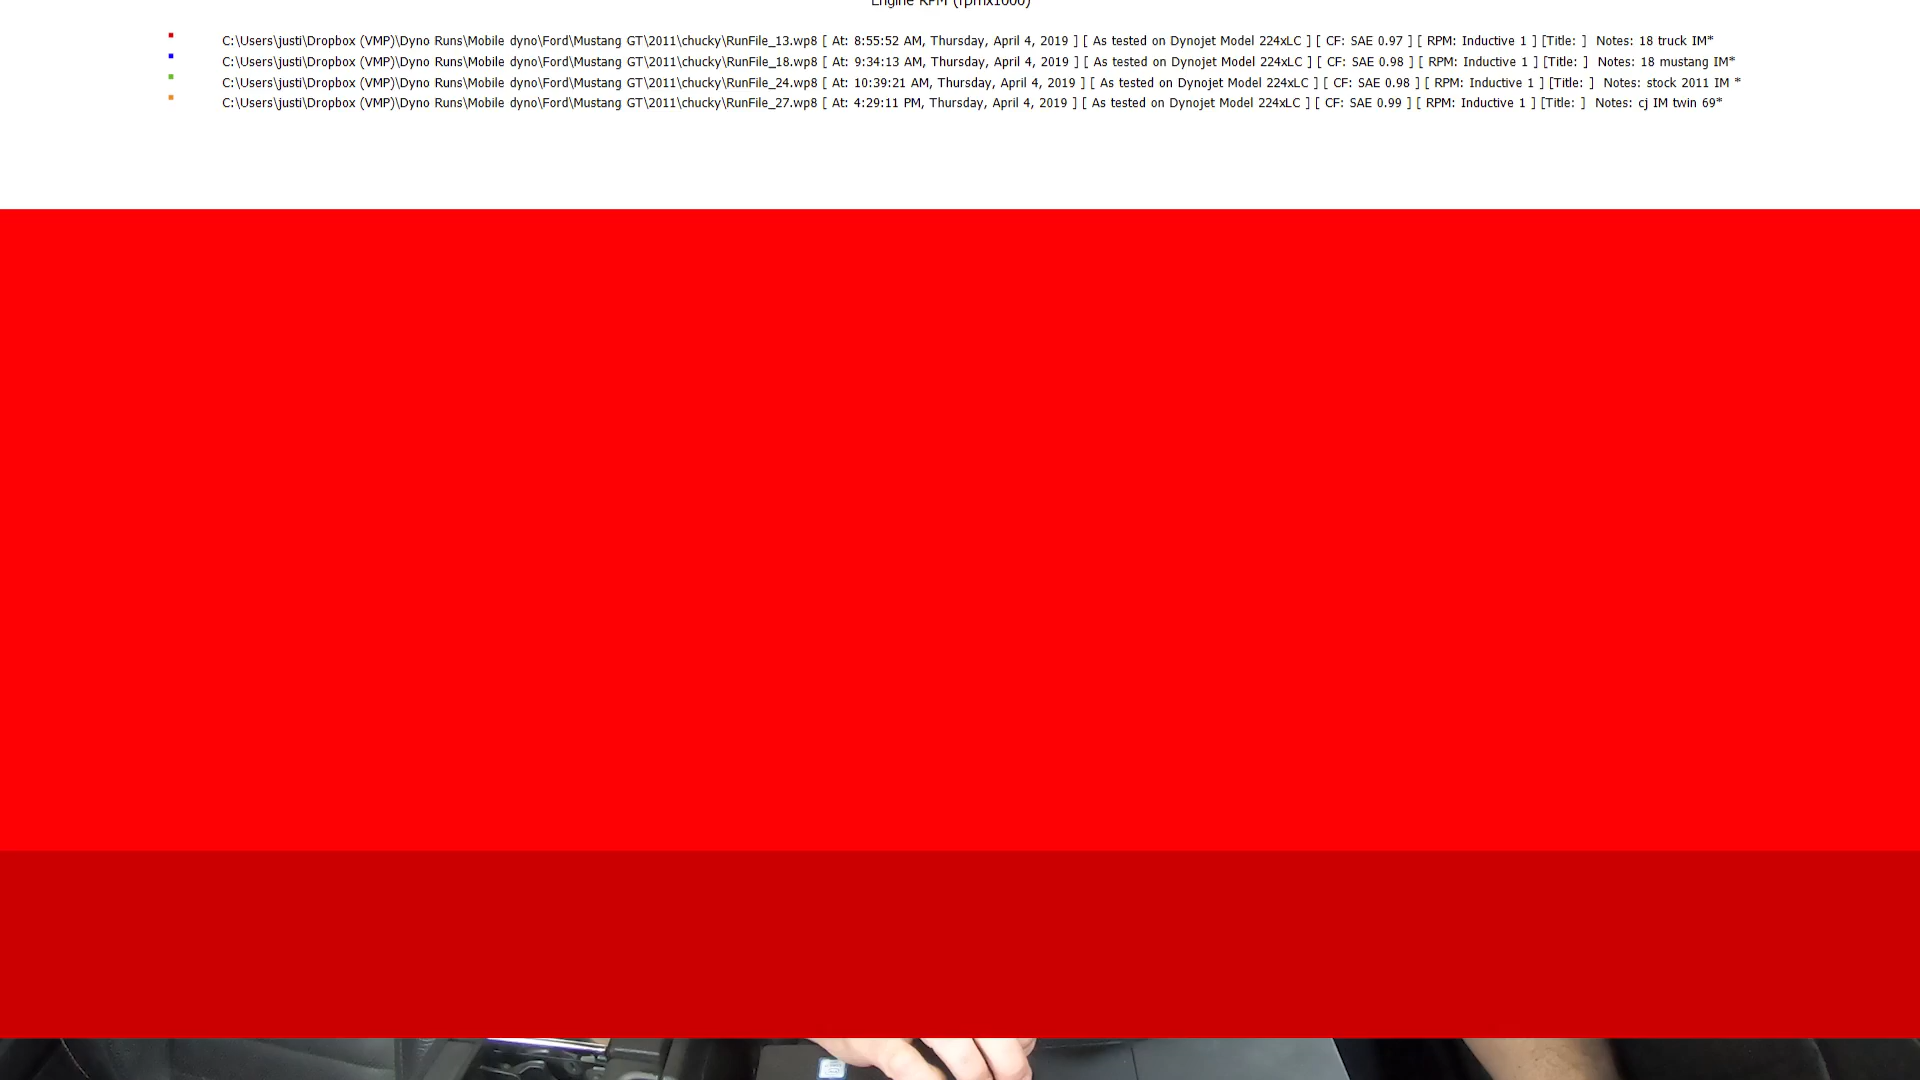 Engine RPM (rpmx1000)
C:\Users\justi\Dropbox (VMP)\Dyno Runs\Mobile dyno\Ford\Mustang GT\2011\chucky\RunFile_13.wp8 [ At: 8:55:52 AM, Thursday, April 4, 2019 ] [ As tested on Dynojet Model 224xLC ] [ CF: SAE 0.97 ] [ RPM: Inductive 1 ] [Title: ] Notes: 18 truck IM*
C:\Users\justi\Dropbox (VMP)\Dyno Runs\Mobile dyno\Ford\Mustang GT\2011\chucky\RunFile_18.wp8 [ At: 9:34:13 AM, Thursday, April 4, 2019 ] [ As tested on Dynojet Model 224xLC ] [ CF: SAE 0.98 ] [ RPM: Inductive 1 ] [Title: ] Notes: 18 mustang IM*
C:\Users\justi\Dropbox (VMP)\Dyno Runs\Mobile dyno\Ford\Mustang GT\2011\chucky\RunFile_24.wp8 [ At: 10:39:21 AM, Thursday, April 4, 2019 ] [ As tested on Dynojet Model 224xLC ] [ CF: SAE 0.98 ] [ RPM: Inductive 1 ] [Title: ] Notes: stock 2011 IM *
C:\Users\justi\Dropbox (VMP)\Dyno Runs\Mobile dyno\Ford\Mustang GT\2011\chucky\RunFile_27.wp8 [ At: 4:29:11 PM, Thursday, April 4, 2019 ] [ As tested on Dynojet Model 224xLC ] [ CF: SAE 0.99 ] [ RPM: Inductive 1 ] [Title: ] Notes: cj IM twin 69*